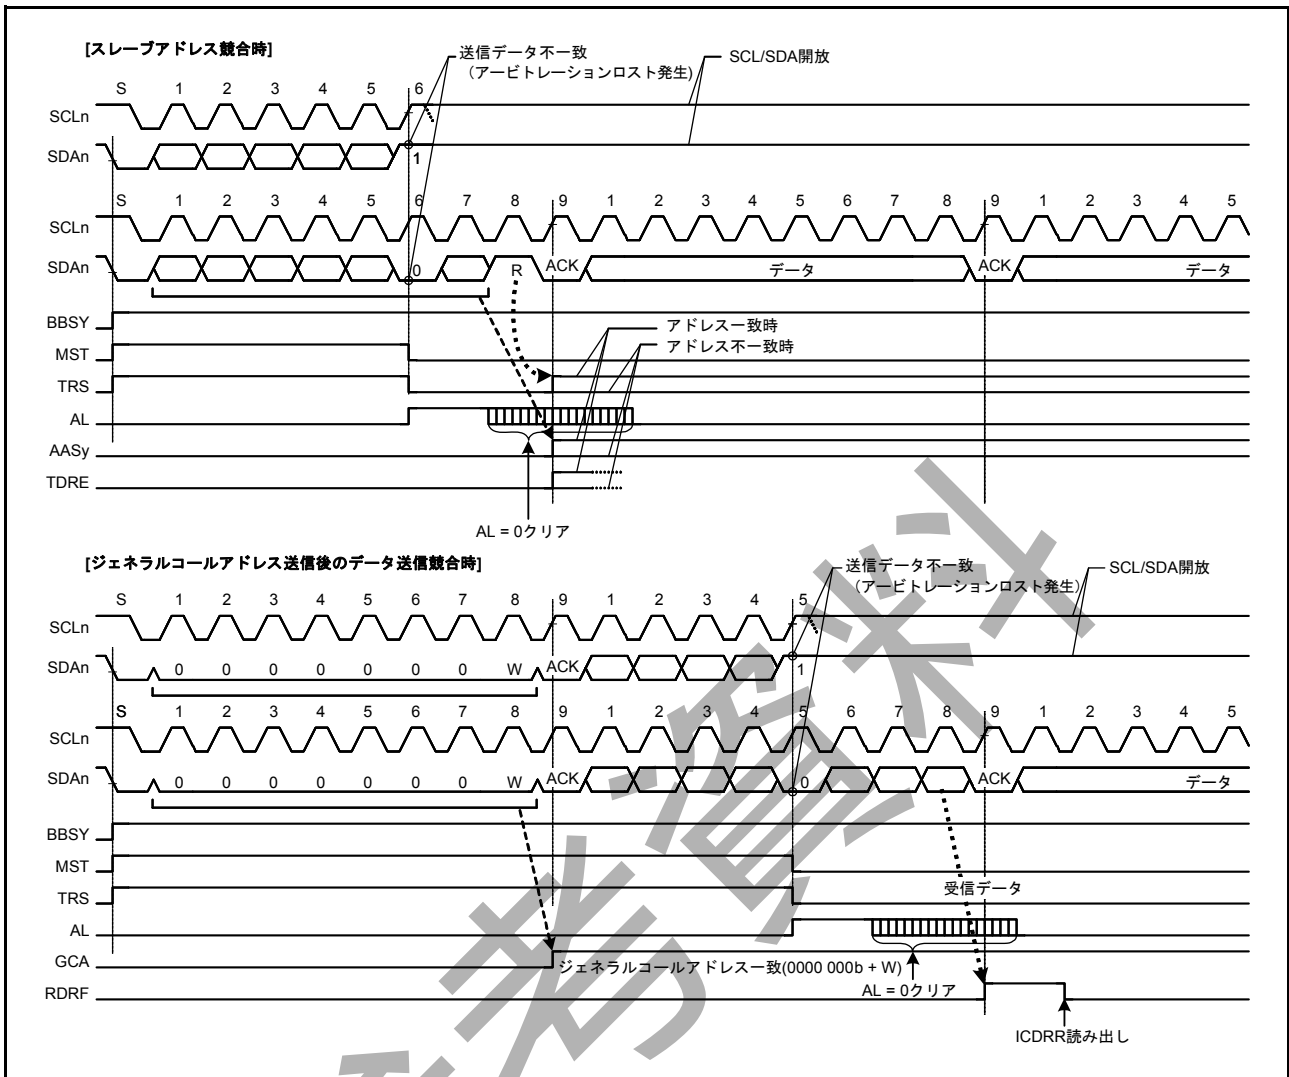 [スレーブアドレス競合時]
送信データ不一致
（アービトレーションロスト発生）
SCL/SDA開放
S 1 2 3 4 5 6
SCLn
SDAn
1
S 1 2 3 4 5 6 7 8 9 1 2 3 4 5 6 7 8 9 1 2 3 4 5
SCLn
SDAn
0 R ACK データ ACK データ
BBSY
アドレス一致時
MST
アドレス不一致時
TRS
AL
AASy
TDRE
AL = 0クリア
[ジェネラルコールアドレス送信後のデータ送信競合時]
送信データ不一致
（アービトレーションロスト発生）
SCL/SDA開放
S 1 2 3 4 5 6 7 8 9 1 2 3 4 5
SCLn
SDAn
0 0 0 0 0 0 0 W ACK 1
S 1 2 3 4 5 6 7 8 9 1 2 3 4 5 6 7 8 9 1 2 3 4 5
SCLn
SDAn
0 0 0 0 0 0 0 W ACK 0 ACK データ
BBSY
MST
TRS
受信データ
AL
GCA
ジェネラルコールアドレス一致(0000 000b + W)
RDRF
AL = 0クリア
ICDRR読み出し
考資料